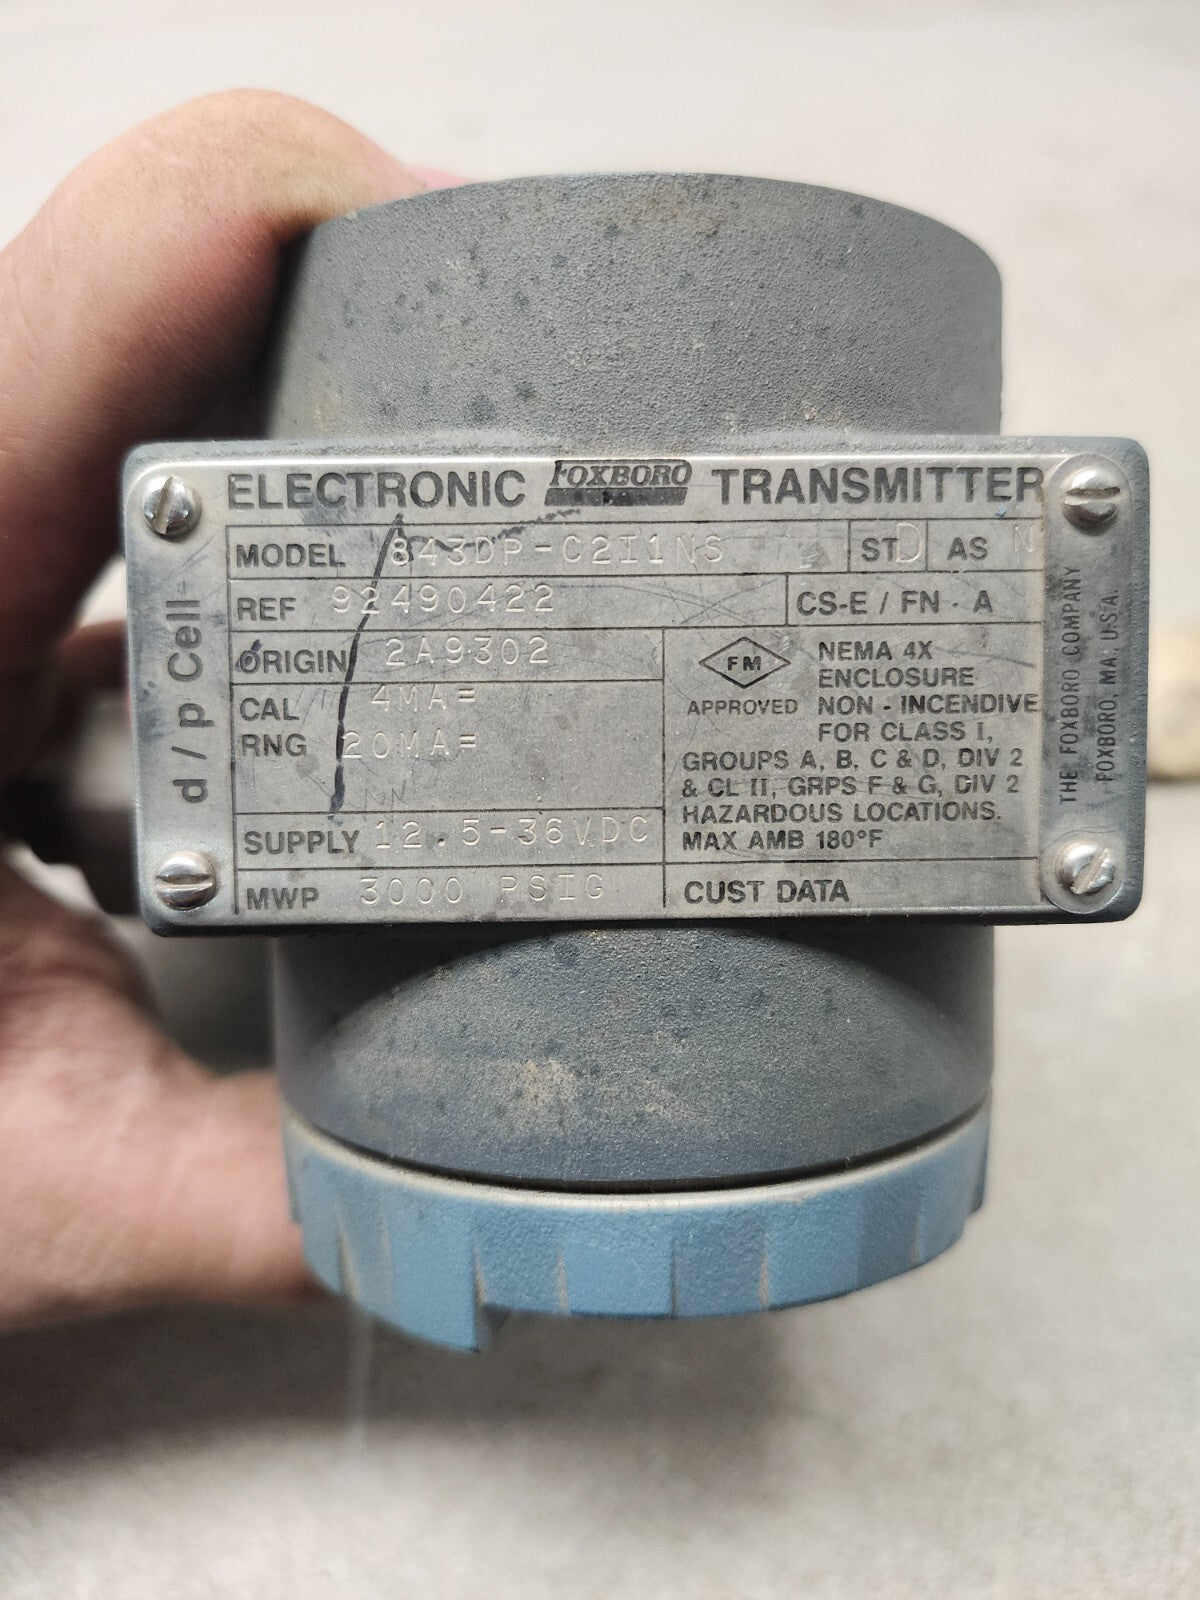 ELECTRONIC FOXBORO TRANSMITTER
MODEL 843DP-C2I1NS ST D AS N
REF 92490422 CS-E / FN - A
ORIGIN 2A9302
CAL 4MA=
RNG 20MA=
SUPPLY 12.5-36VDC
MWP 3000 PSIG
FM
APPROVED
NEMA 4X
ENCLOSURE
NON - INCENDIVE
FOR CLASS I,
GROUPS A, B, C & D, DIV 2
& CL II, GRPS F & G, DIV 2
HAZARDOUS LOCATIONS.
MAX AMB 180°F
CUST DATA
d / p Cell
THE FOXBORO COMPANY
FOXBORO, MA, U.S.A.